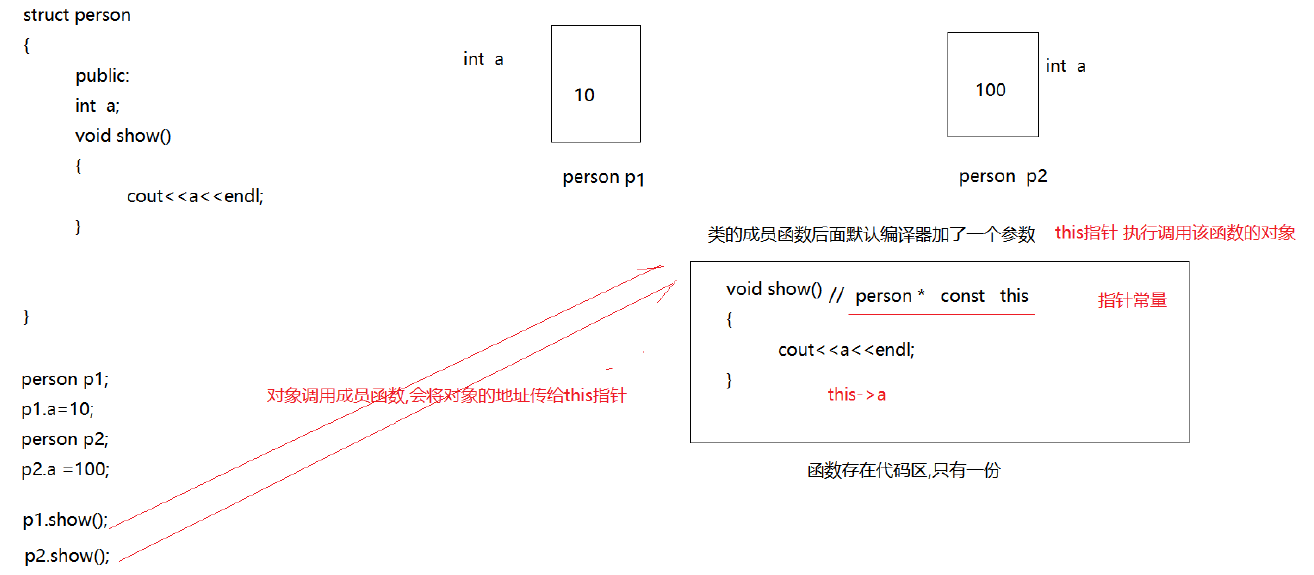 struct person
{
public:
int a;
void show()
{
cout<<a<<endl;
}
}
person p1;
p1.a=10;
person p2;
p2.a =100;
p1.show();
p2.show();
int a
10
person p1
100
int a
person p2
类的成员函数后面默认编译器加了一个参数 this指针 执行调用该函数的对象
void show() // person * const this 指针常量
{
cout<<a<<endl;
}
this->a
对象调用成员函数,会将对象的地址传给this指针
函数存在代码区,只有一份